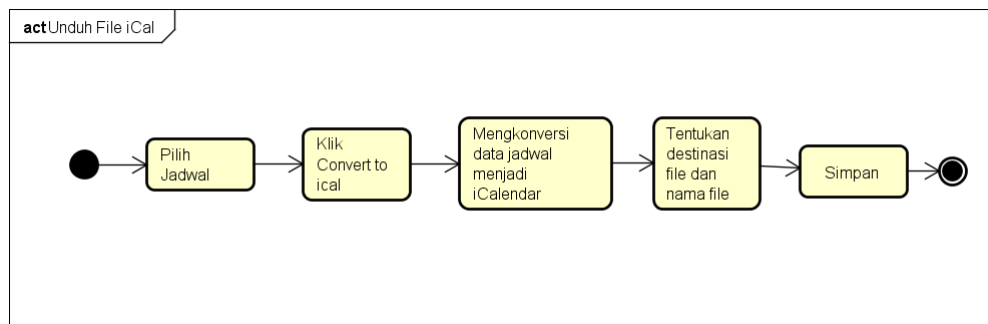 act Unduh File iCal
Pilih
Jadwal
Klik
Convert to
ical
Mengkonversi
data jadwal
menjadi
iCalendar
Tentukan
destinasi
file dan
nama file
Simpan